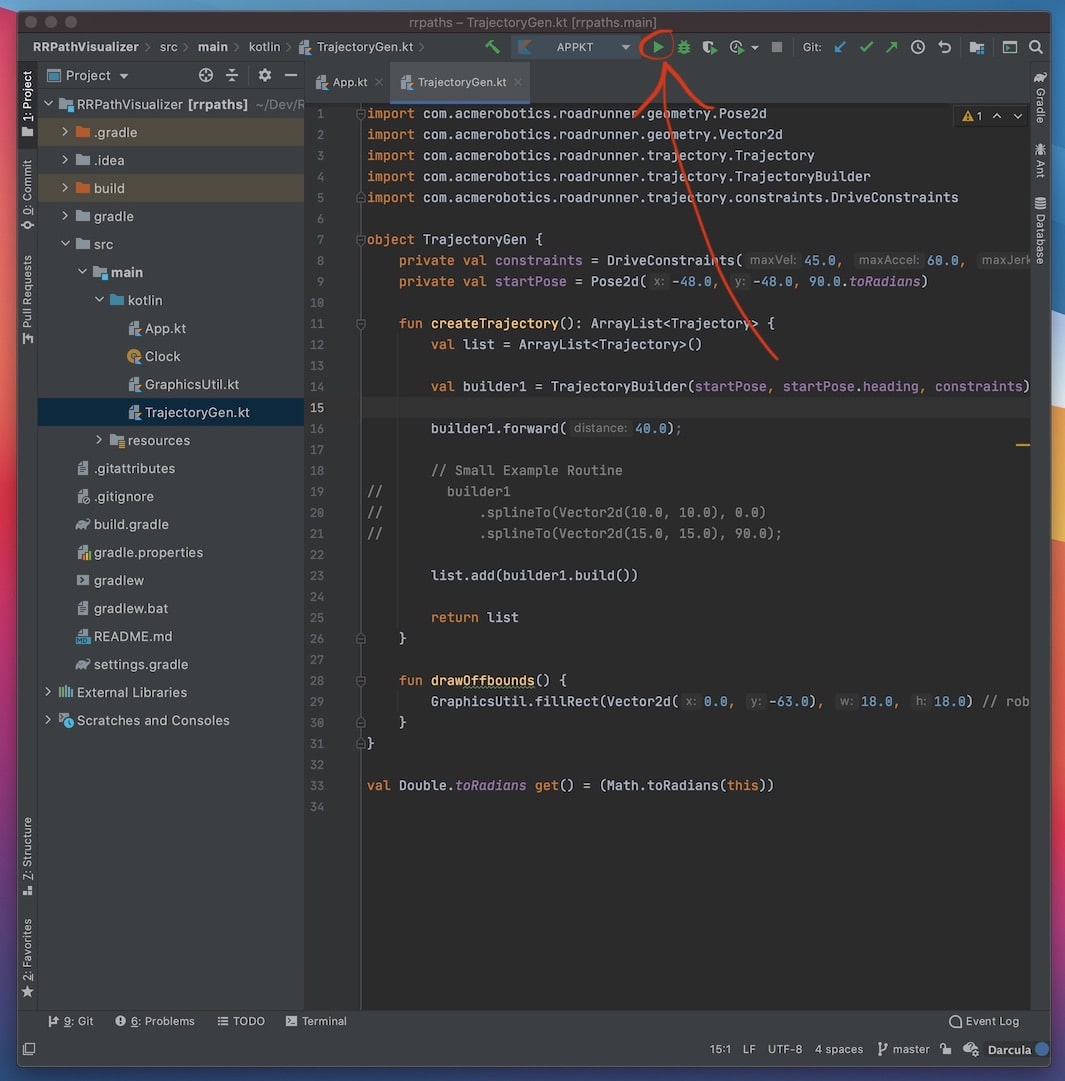 rrpaths – TrajectoryGen.kt [rrpaths.main]
RRPathVisualizer src main kotlin TrajectoryGen.kt APPKT Git:
1: Project
0: Commit
Pull Requests
Z: Structure
2: Favorites
Project
RRPathVisualizer [rrpaths] ~/Dev/R
.gradle
.idea
build
gradle
src
main
kotlin
App.kt
Clock
GraphicsUtil.kt
TrajectoryGen.kt
resources
.gitattributes
.gitignore
build.gradle
gradle.properties
gradlew
gradlew.bat
README.md
settings.gradle
External Libraries
Scratches and Consoles
App.kt TrajectoryGen.kt
1
1 import com.acmerobotics.roadrunner.geometry.Pose2d
2 import com.acmerobotics.roadrunner.geometry.Vector2d
3 import com.acmerobotics.roadrunner.trajectory.Trajectory
4 import com.acmerobotics.roadrunner.trajectory.TrajectoryBuilder
5 import com.acmerobotics.roadrunner.trajectory.constraints.DriveConstraints
6
7 object TrajectoryGen {
8 private val constraints = DriveConstraints( maxVel: 45.0, maxAccel: 60.0, maxJerk
9 private val startPose = Pose2d( x: -48.0, y: -48.0, 90.0.toRadians)
10
11 fun createTrajectory(): ArrayList<Trajectory> {
12 val list = ArrayList<Trajectory>()
13
14 val builder1 = TrajectoryBuilder(startPose, startPose.heading, constraints)
15
16 builder1.forward( distance: 40.0);
17
18 // Small Example Routine
19 // builder1
20 // .splineTo(Vector2d(10.0, 10.0), 0.0)
21 // .splineTo(Vector2d(15.0, 15.0), 90.0);
22
23 list.add(builder1.build())
24
25 return list
26 }
27
28 fun drawOffbounds() {
29 GraphicsUtil.fillRect(Vector2d( x: 0.0, y: -63.0), w: 18.0, h: 18.0) // rob
30 }
31 }
32
33 val Double.toRadians get() = (Math.toRadians(this))
34
Gradle
Ant
Database
9: Git 6: Problems TODO Terminal Event Log
15:1 LF UTF-8 4 spaces master Darcula